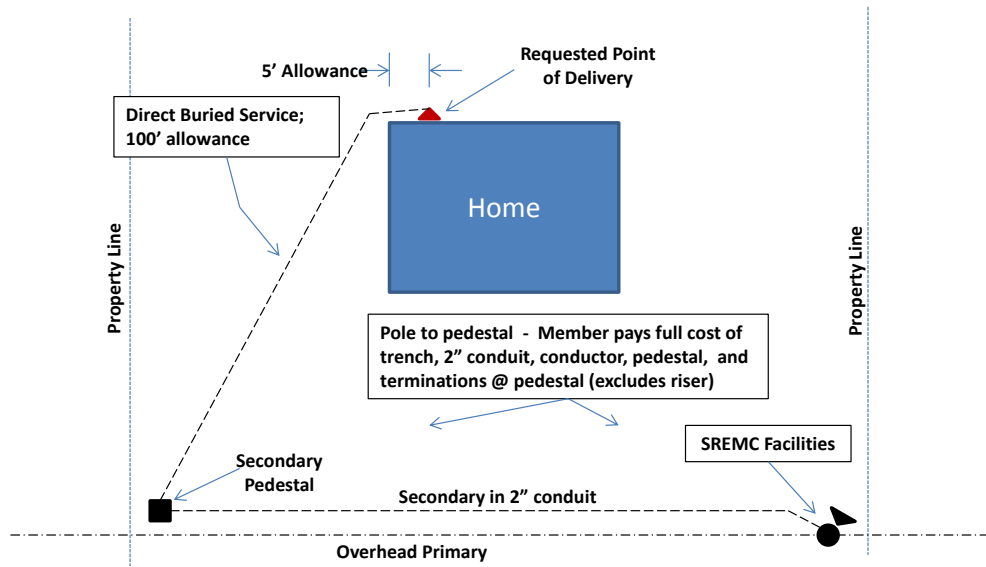 Requested Point
of Delivery
5’ Allowance
Direct Buried Service;
100’ allowance
Home
Property Line
Property Line
Pole to pedestal - Member pays full cost of
trench, 2” conduit, conductor, pedestal, and
terminations @ pedestal (excludes riser)
SREMC Facilities
Secondary
Pedestal
Secondary in 2” conduit
Overhead Primary